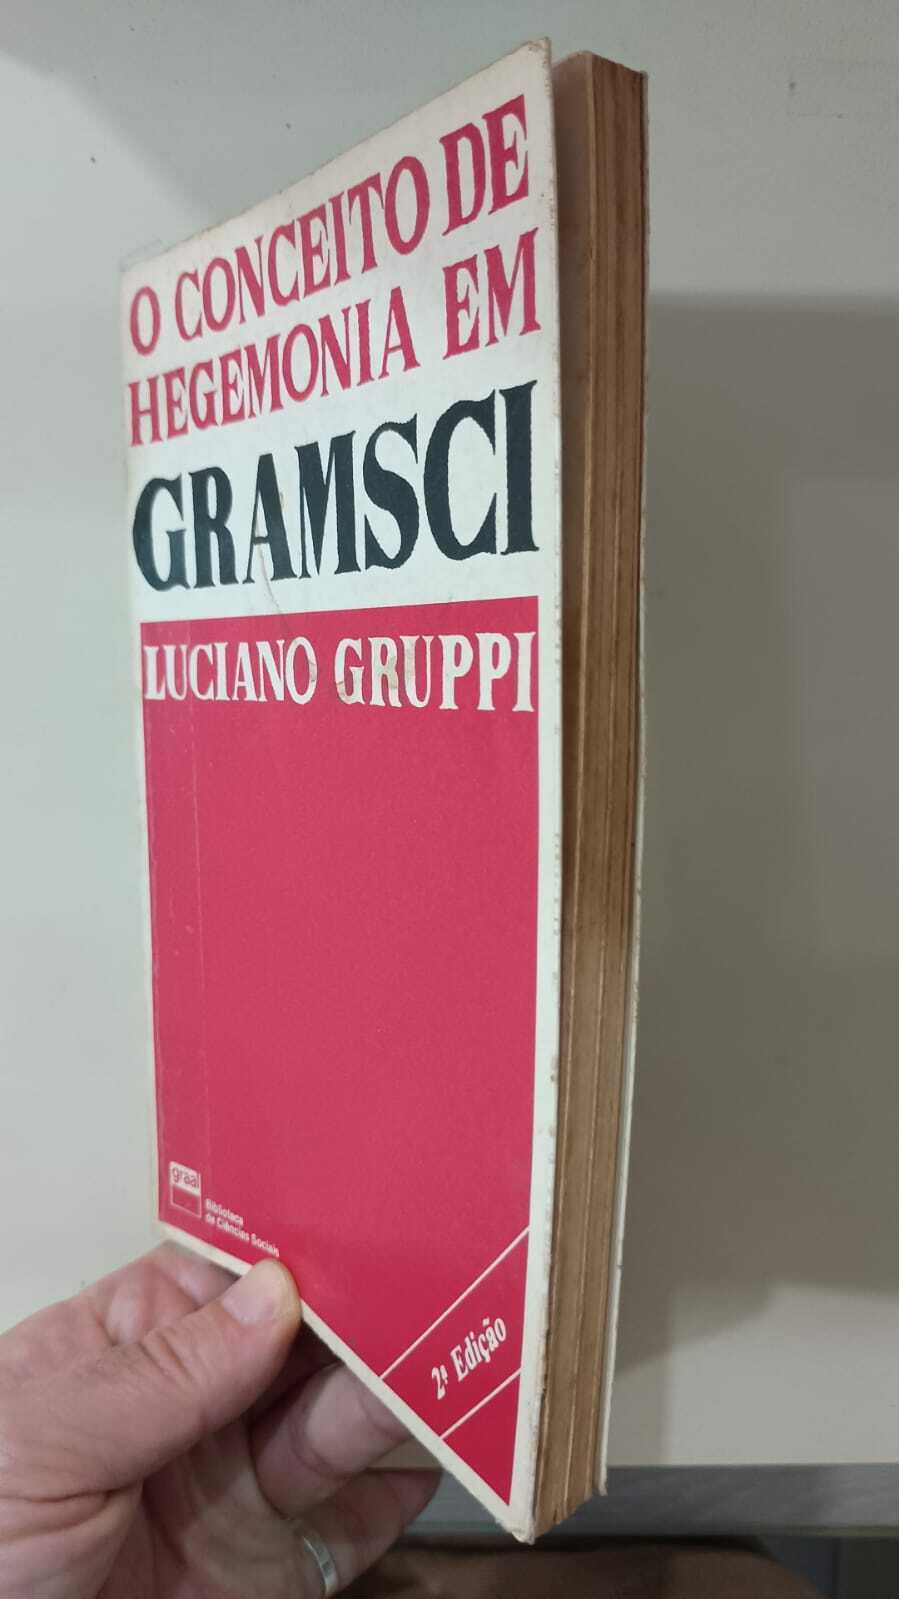 O CONCEITO DE
HEGEMONIA EM
GRAMSCI
LUCIANO GRUPPI
graal
Biblioteca
de Ciências Sociais
2ª Edição